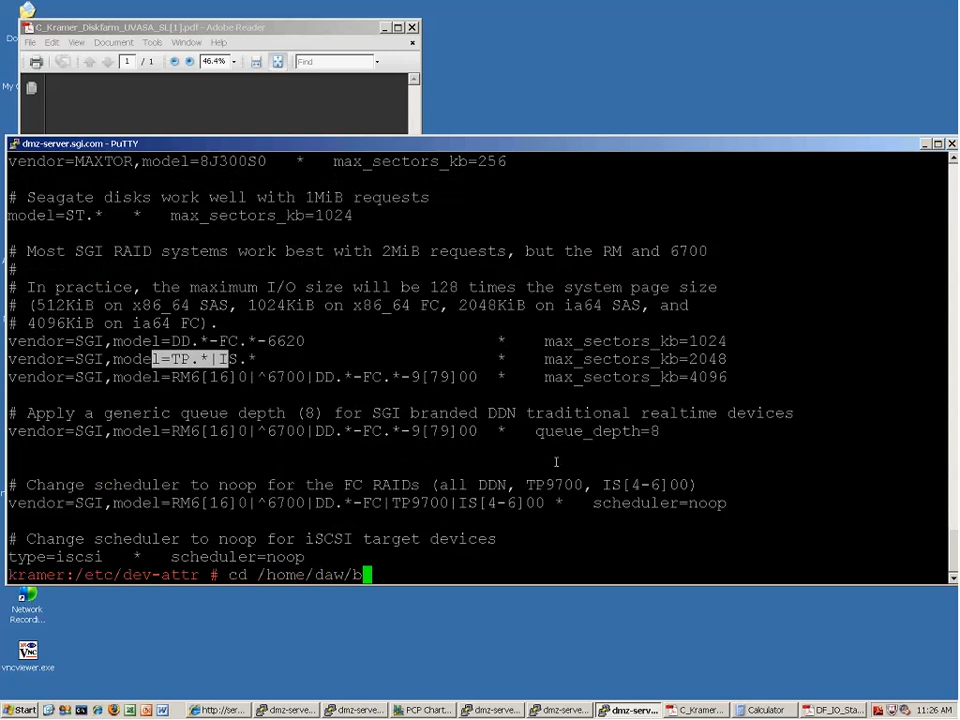 Do
My C
C_Kramer_Diskfarm_UVASA_SL[1].pdf - Adobe Reader
File Edit View Document Tools Window Help
1 / 1 46.4% Find
dmz-server.sgi.com - PuTTY
vendor=MAXTOR,model=8J300S0 * max_sectors_kb=256
# Seagate disks work well with 1MiB requests
model=ST.* * max_sectors_kb=1024
# Most SGI RAID systems work best with 2MiB requests, but the RM and 6700
#
# In practice, the maximum I/O size will be 128 times the system page size
# (512KiB on x86_64 SAS, 1024KiB on x86_64 FC, 2048KiB on ia64 SAS, and
# 4096KiB on ia64 FC).
vendor=SGI,model=DD.*-FC.*-6620 * max_sectors_kb=1024
vendor=SGI,model=TP.*|IS.* * max_sectors_kb=2048
vendor=SGI,model=RM6[16]0|^6700|DD.*-FC.*-9[79]00 * max_sectors_kb=4096
# Apply a generic queue depth (8) for SGI branded DDN traditional realtime devices
vendor=SGI,model=RM6[16]0|^6700|DD.*-FC.*-9[79]00 * queue_depth=8
# Change scheduler to noop for the FC RAIDs (all DDN, TP9700, IS[4-6]00)
vendor=SGI,model=RM6[16]0|^6700|DD.*-FC|TP9700|IS[4-6]00 * scheduler=noop
# Change scheduler to noop for iSCSI target devices
type=iscsi * scheduler=noop
kramer:/etc/dev-attr # cd /home/daw/b
Network
Recordi...
vncviewer.exe
Start http://ser... dmz-serve... dmz-serve... PCP Chart... dmz-serve... dmz-serve... dmz-serv... C_Kramer... Calculator DF_IO_Sta... 11:26 AM